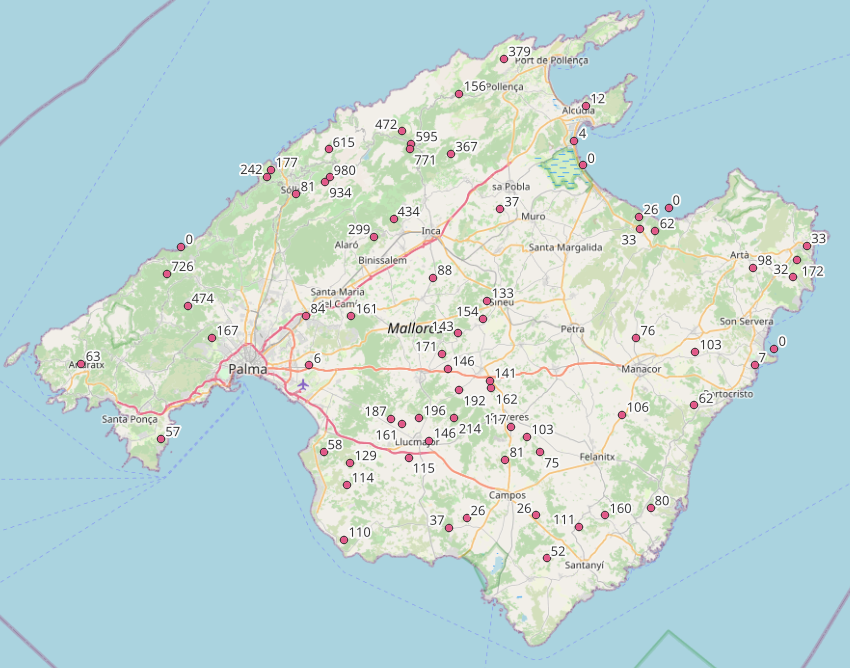 379
Port de Pollença
156 Pollença
12
Alcúdia
472
595
4
615
771
367
0
177
242
980
Sóller
81
934
sa Pobla
37
Muro
26
0
434
33
62
299
Inca
0
Alaró
Santa Margalida
33
Binissalem
Artà
98
32
172
726
88
Santa Maria
del Camí
133
Sineu
474
84
161
154
Son Servera
Mallorca
143
Petra
76
167
171
103
0
63
Andratx
6
146
7
Palma
141
Manacor
192
162
Portocristo
62
57
Santa Ponça
187
196
214
117
Porreres
106
161
Llucmajor
146
103
58
129
115
81
75
Felanitx
114
Campos
110
37
26
26
111
160
80
52
Santanyí